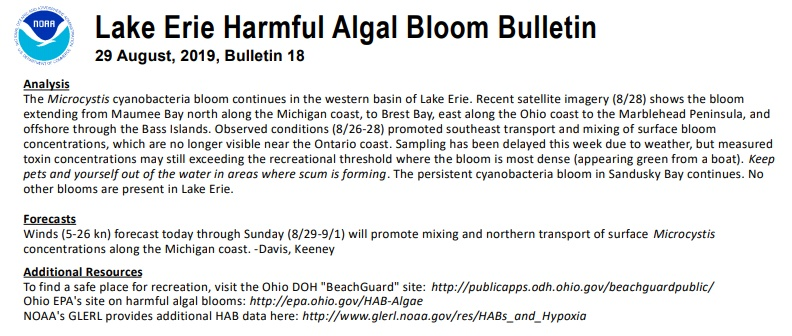 NOAA
Lake Erie Harmful Algal Bloom Bulletin
29 August, 2019, Bulletin 18
Analysis
The Microcystis cyanobacteria bloom continues in the western basin of Lake Erie. Recent satellite imagery (8/28) shows the bloom
extending from Maumee Bay north along the Michigan coast, to Brest Bay, east along the Ohio coast to the Marblehead Peninsula, and
offshore through the Bass Islands. Observed conditions (8/26-28) promoted southeast transport and mixing of surface bloom
concentrations, which are no longer visible near the Ontario coast. Sampling has been delayed this week due to weather, but measured
toxin concentrations may still exceeding the recreational threshold where the bloom is most dense (appearing green from a boat). Keep
pets and yourself out of the water in areas where scum is forming. The persistent cyanobacteria bloom in Sandusky Bay continues. No
other blooms are present in Lake Erie.
Forecasts
Winds (5-26 kn) forecast today through Sunday (8/29-9/1) will promote mixing and northern transport of surface Microcystis
concentrations along the Michigan coast. -Davis, Keeney
Additional Resources
To find a safe place for recreation, visit the Ohio DOH "BeachGuard" site: http://publicapps.odh.ohio.gov/beachguardpublic/
Ohio EPA's site on harmful algal blooms: http://epa.ohio.gov/HAB-Algae
NOAA's GLERL provides additional HAB data here: http://www.glerl.noaa.gov/res/HABs_and_Hypoxia